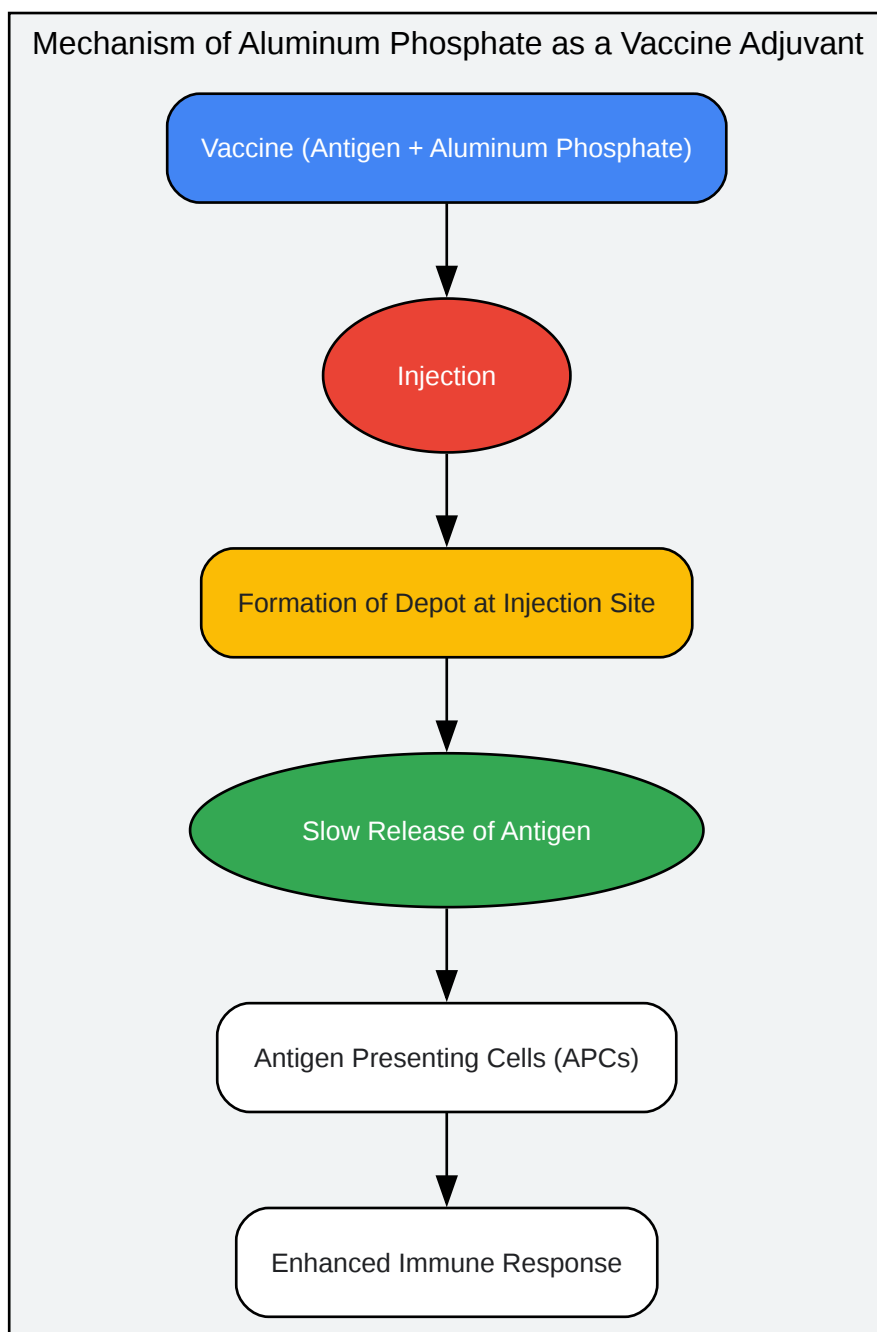 Mechanism of Aluminum Phosphate as a Vaccine Adjuvant
Vaccine (Antigen + Aluminum Phosphate)
Injection
Formation of Depot at Injection Site
Slow Release of Antigen
Antigen Presenting Cells (APCs)
Enhanced Immune Response